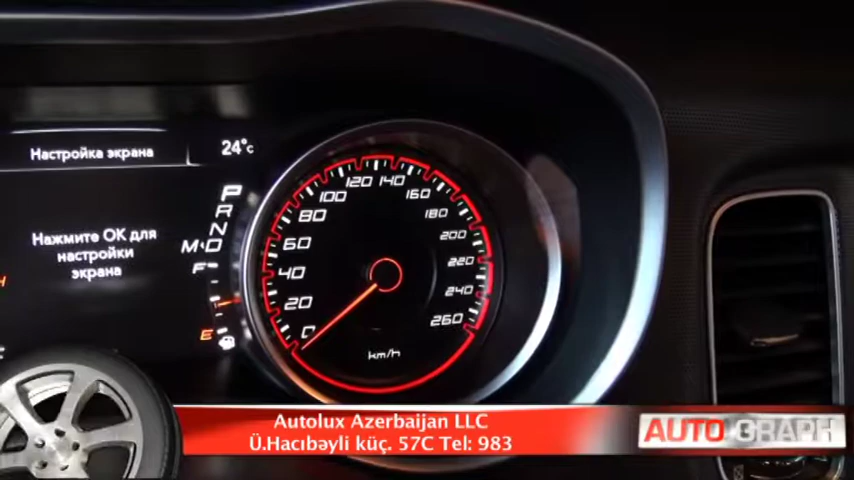 Настройка экрана
24°C
Нажмите OK для
настройки
экрана
P
R
N
M D
F
E
0
20
40
60
80
100
120
140
160
180
200
220
240
260
km/h
Autolux Azerbaijan LLC
Ü.Hacıbəyli küç. 57C Tel: 983
AUTOGRAPH